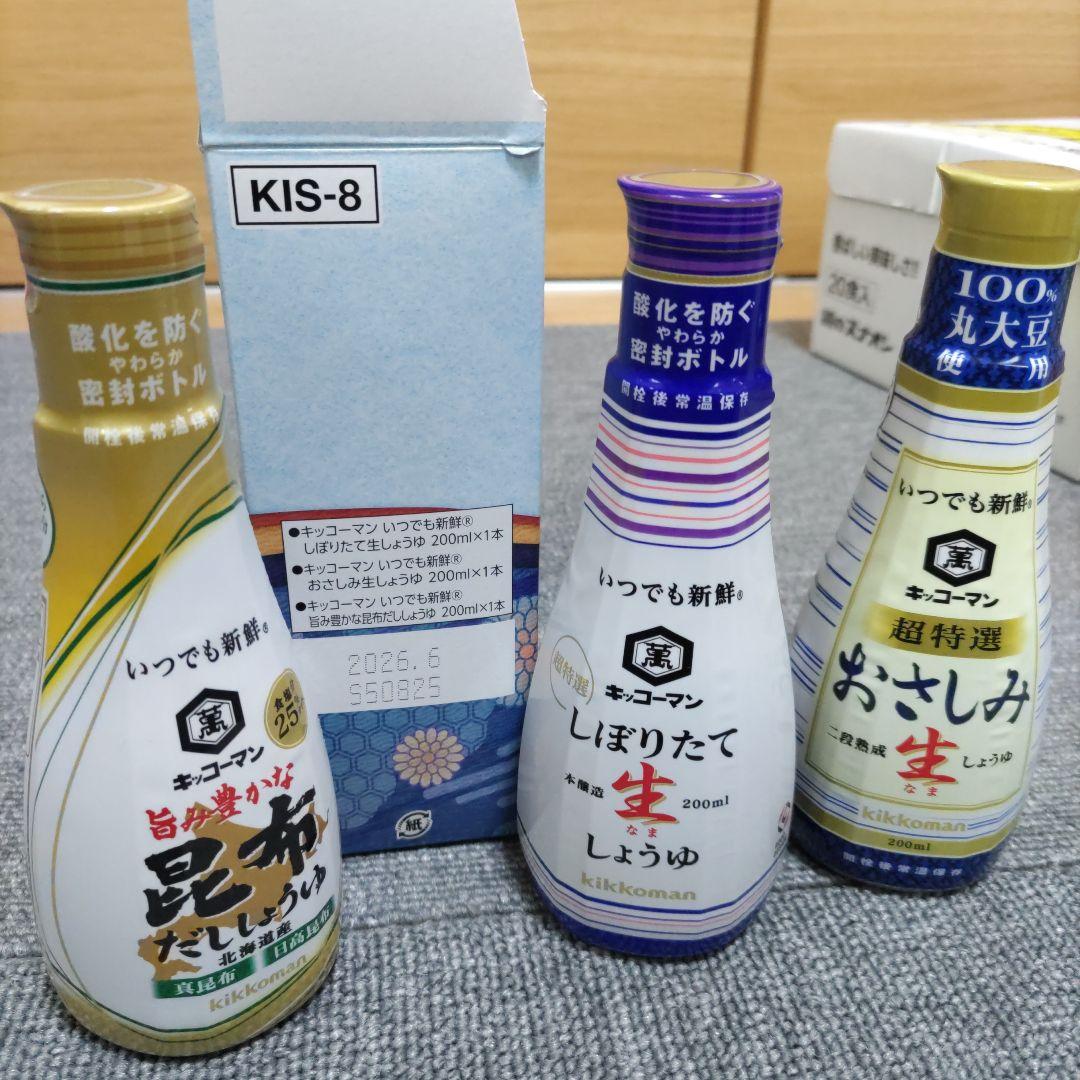 KIS-8
●キッコーマン いつでも新鮮®
しぼりたて生しょうゆ 200ml×1本
●キッコーマン いつでも新鮮®
おさしみ生しょうゆ 200ml×1本
●キッコーマン いつでも新鮮®
旨み豊かな昆布だししょうゆ 200ml×1本
2026.6
S50825
紙
酸化を防ぐ
やわらか
密封ボトル
開栓後常温保存
いつでも新鮮®
萬
キッコーマン
食塩
25%
旨み豊かな
昆布
だししょうゆ
北海道産
真昆布 日高昆布
kikkoman
酸化を防ぐ
やわらか
密封ボトル
開栓後常温保存
いつでも新鮮®
萬
超特選
キッコーマン
しぼりたて
本醸造 生 200ml
なま
しょうゆ
kikkoman
100%
丸大豆
使用
いつでも新鮮®
萬
キッコーマン
超特選
おさしみ
二段熟成 生 しょうゆ
なま
kikkoman
200ml
開栓後常温保存
20食入